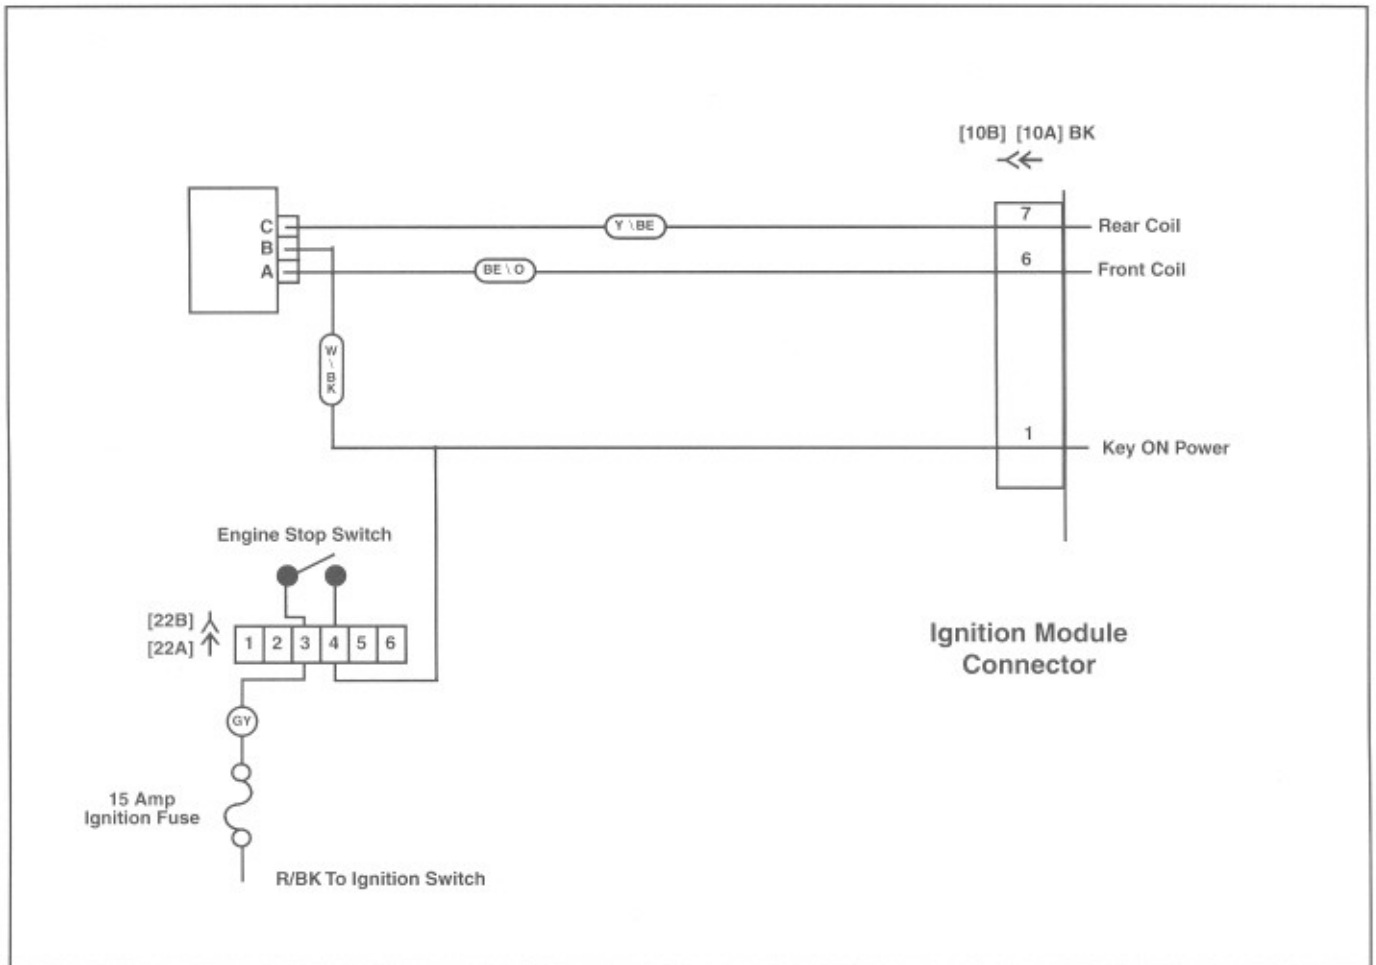 [10B] [10A] BK
7
Rear Coil
C
Y \ BE
B
6
Front Coil
A
BE \ O
W
\
B
K
1
Key ON Power
Engine Stop Switch
[22B]
[22A]
1 2 3 4 5 6
Ignition Module
Connector
GY
15 Amp
Ignition Fuse
R/BK To Ignition Switch